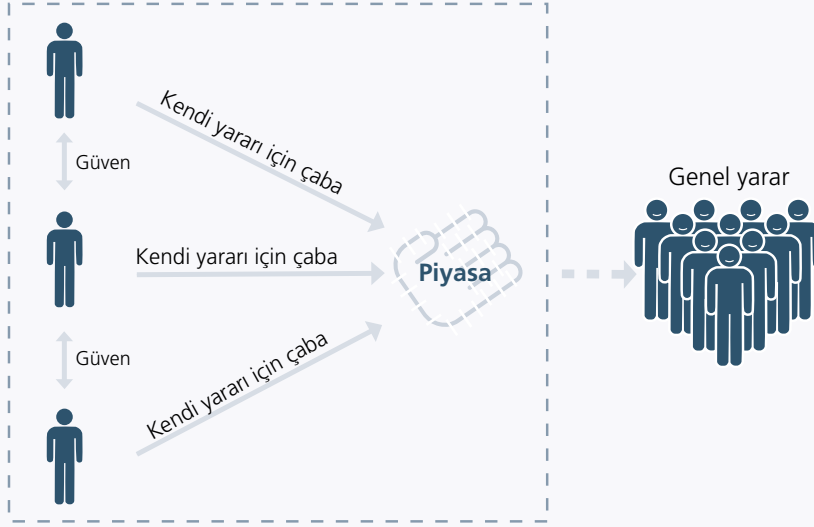 Kendi yararı için çaba
Güven
Genel yarar
Kendi yararı için çaba
Piyasa
Güven
Kendi yararı için çaba